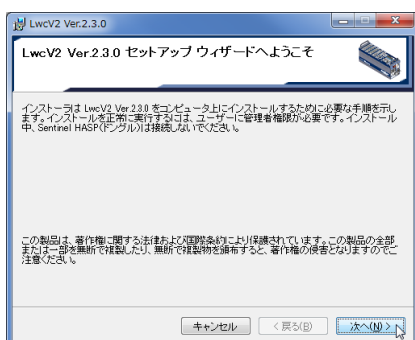 LwcV2 Ver.2.3.0
LwcV2 Ver.2.3.0 セットアップ ウィザードへようこそ
インストーラは LwcV2 Ver.2.3.0 をコンピュータ上にインストールするために必要な手順を示し
ます。インストールを正常に実行するには、ユーザーに管理者権限が必要です。インストール
中、Sentinel HASP(ドングル)は接続しないでください。
この製品は、著作権に関する法律および国際条約により保護されています。この製品の全部
または一部を無断で複製したり、無断で複製物を頒布すると、著作権の侵害となりますのでご
注意ください。
キャンセル
< 戻る(B)
次へ(N) >